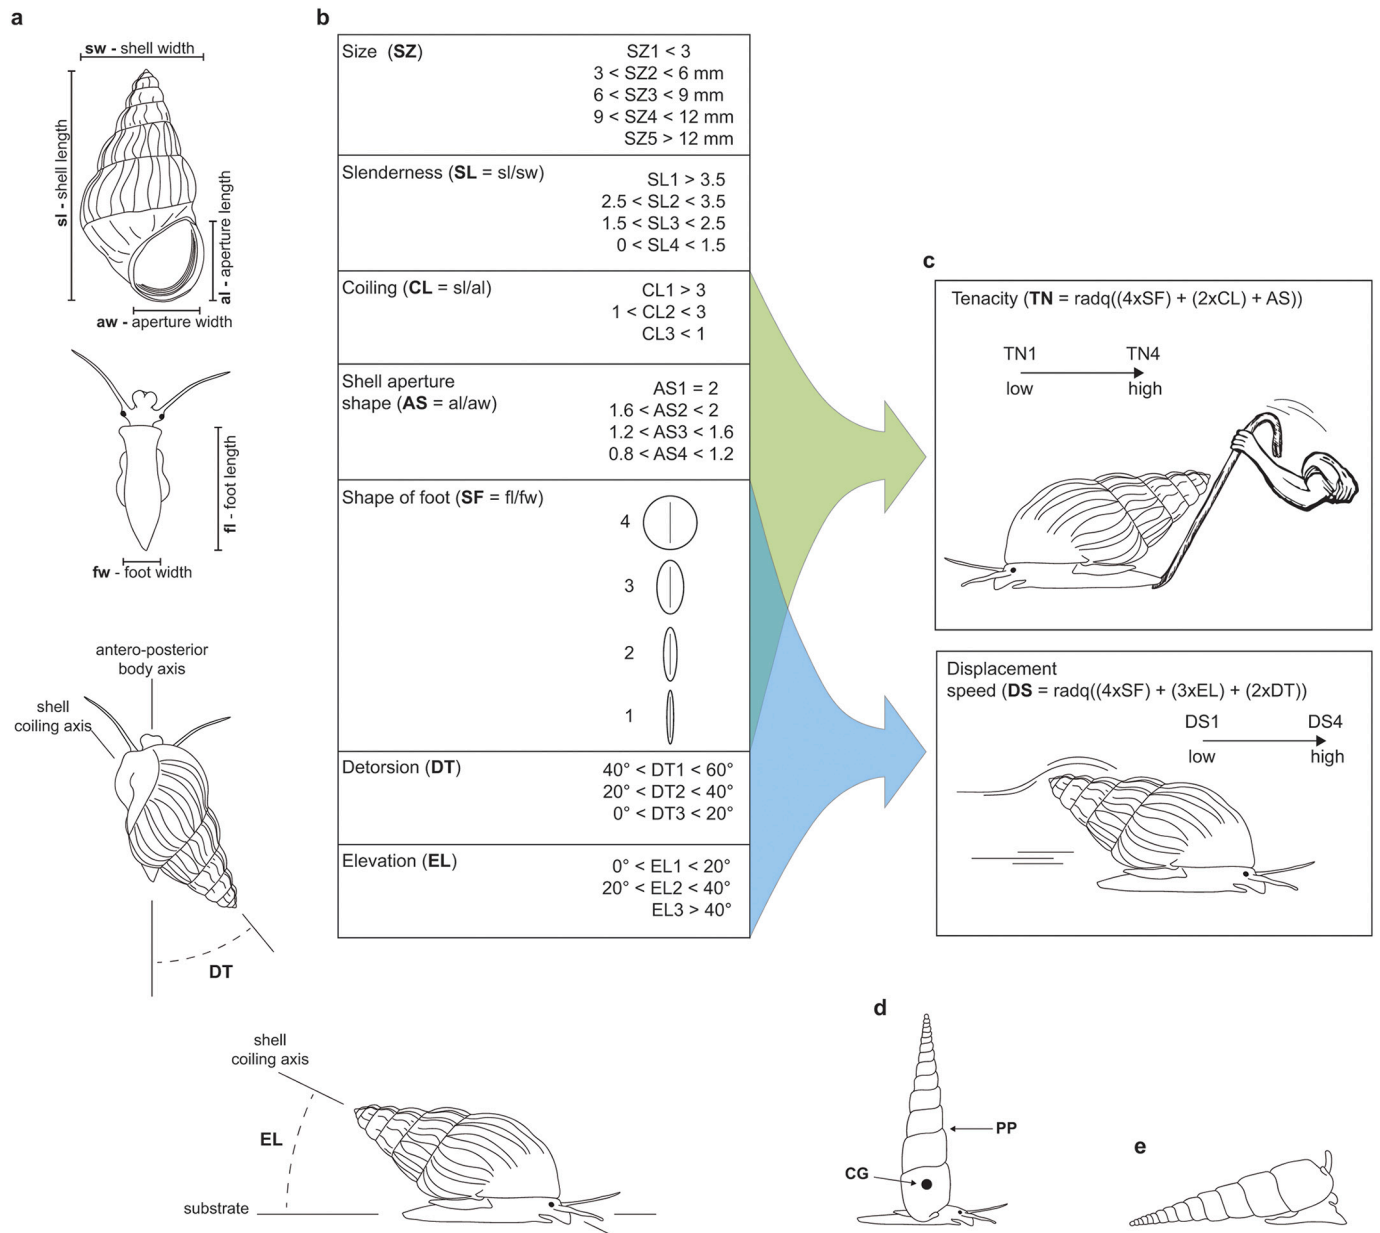 a
sw - shell width
sl - shell length
al - aperture length
aw - aperture width
fl - foot length
fw - foot width
antero-posterior
body axis
shell
coiling axis
DT
shell
coiling axis
EL
substrate
b
Size (SZ)
SZ1 < 3
3 < SZ2 < 6 mm
6 < SZ3 < 9 mm
9 < SZ4 < 12 mm
SZ5 > 12 mm
Slenderness (SL = sl/sw)
SL1 > 3.5
2.5 < SL2 < 3.5
1.5 < SL3 < 2.5
0 < SL4 < 1.5
Coiling (CL = sl/al)
CL1 > 3
1 < CL2 < 3
CL3 < 1
Shell aperture
shape (AS = al/aw)
AS1 = 2
1.6 < AS2 < 2
1.2 < AS3 < 1.6
0.8 < AS4 < 1.2
Shape of foot (SF = fl/fw)
4
3
2
1
Detorsion (DT)
40° < DT1 < 60°
20° < DT2 < 40°
0° < DT3 < 20°
Elevation (EL)
0° < EL1 < 20°
20° < EL2 < 40°
EL3 > 40°
c
Tenacity (TN = radq((4xSF) + (2xCL) + AS))
TN1 TN4
low high
Displacement
speed (DS = radq((4xSF) + (3xEL) + (2xDT))
DS1 DS4
low high
d
PP
CG
e